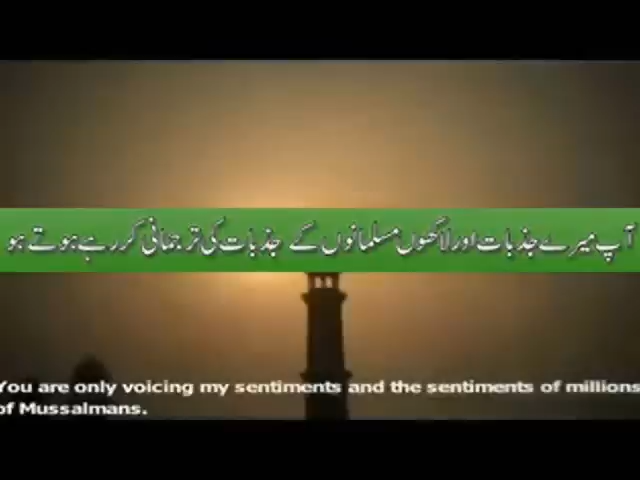 آپ میرے جذبات اور لاکھوں مسلمانوں کے جذبات کی ترجمانی کر رہے ہوتے ہو
You are only voicing my sentiments and the sentiments of millions
of Mussalmans.